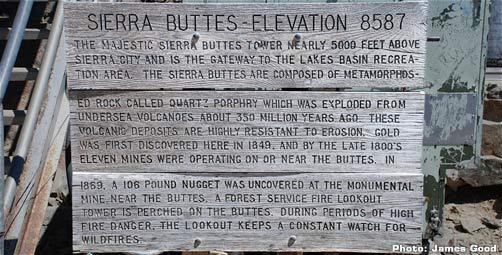 SIERRA BUTTES-ELEVATION 8587
THE MAJESTIC SIERRA BUTTES TOWER NEARLY 5000 FEET ABOVE
SIERRA CITY AND IS THE GATEWAY TO THE LAKES BASIN RECREA-
TION AREA. THE SIERRA BUTTES ARE COMPOSED OF METAMORPHOS-
ED ROCK CALLED QUARTZ PORPHRY WHICH WAS EXPLODED FROM
UNDERSEA VOLCANOES ABOUT 350 MILLION YEARS AGO. THESE
VOLCANIC DEPOSITS ARE HIGHLY RESISTANT TO EROSION. GOLD
WAS FIRST DISCOVERED HERE IN 1849, AND BY THE LATE 1800'S
ELEVEN MINES WERE OPERATING ON OR NEAR THE BUTTES. IN
1869, A 106 POUND NUGGET WAS UNCOVERED AT THE MONUMENTAL
MINE NEAR THE BUTTES. A FOREST SERVICE FIRE LOOKOUT
TOWER IS PERCHED ON THE BUTTES. DURING PERIODS OF HIGH
FIRE DANGER, THE LOOKOUT KEEPS A CONSTANT WATCH FOR
WILDFIRES.
Photo: James Good